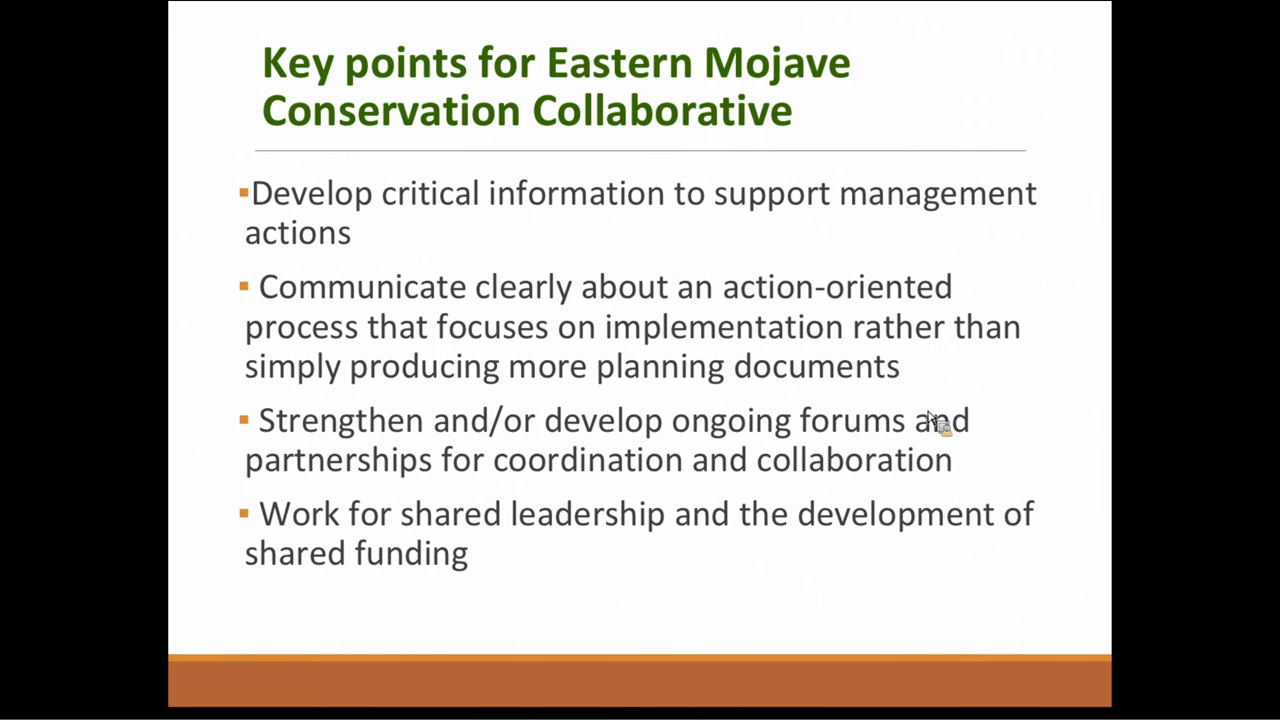 Key points for Eastern Mojave
Conservation Collaborative
▪Develop critical information to support management
actions
▪ Communicate clearly about an action-oriented
process that focuses on implementation rather than
simply producing more planning documents
▪ Strengthen and/or develop ongoing forums and
partnerships for coordination and collaboration
▪ Work for shared leadership and the development of
shared funding